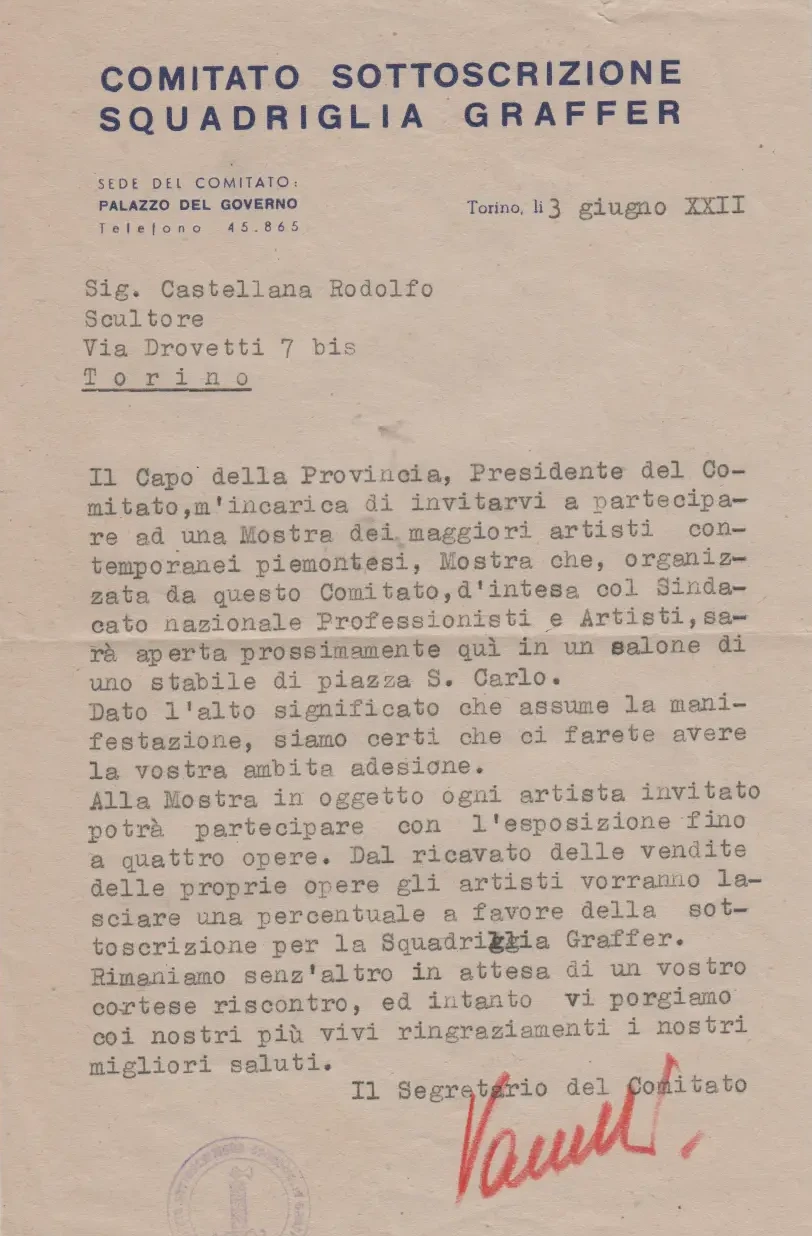 COMITATO SOTTOSCRIZIONE
SQUADRIGLIA GRAFFER
SEDE DEL COMITATO:
PALAZZO DEL GOVERNO
Telefono 45.865
Torino, li 3 giugno XXII
Sig. Castellana Rodolfo
Scultore
Via Drovetti 7 bis
Torino
Il Capo della Provincia, Presidente del Co-
mitato,m'incarica di invitarvi a partecipa-
re ad una Mostra dei maggiori artisti con-
temporanei piemontesi, Mostra che, organiz-
zata da questo Comitato,d'intesa col Sinda-
cato nazionale Professionisti e Artisti,sa-
rà aperta prossimamente quì in un salone di
uno stabile di piazza S. Carlo.
Dato l'alto significato che assume la mani-
festazione, siamo certi che ci farete avere
la vostra ambita adesione.
Alla Mostra in oggetto ogni artista invitato
potrà partecipare con l'esposizione fino
a quattro opere. Dal ricavato delle vendite
delle proprie opere gli artisti vorranno la-
sciare una percentuale a favore della sot-
toscrizione per la Squadriglia Graffer.
Rimaniamo senz'altro in attesa di un vostro
cortese riscontro, ed intanto vi porgiamo
coi nostri più vivi ringraziamenti i nostri
migliori saluti.
Il Segretario del Comitato